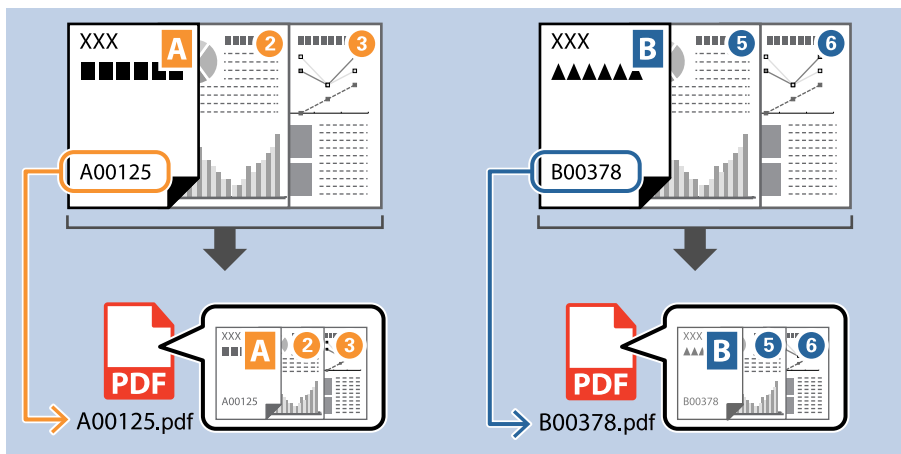 XXX A 2 3
A00125
XXX B 5 6
B00378
PDF
XXX A 2 3
A00125
A00125.pdf
PDF
XXX B 5 6
B00378
B00378.pdf